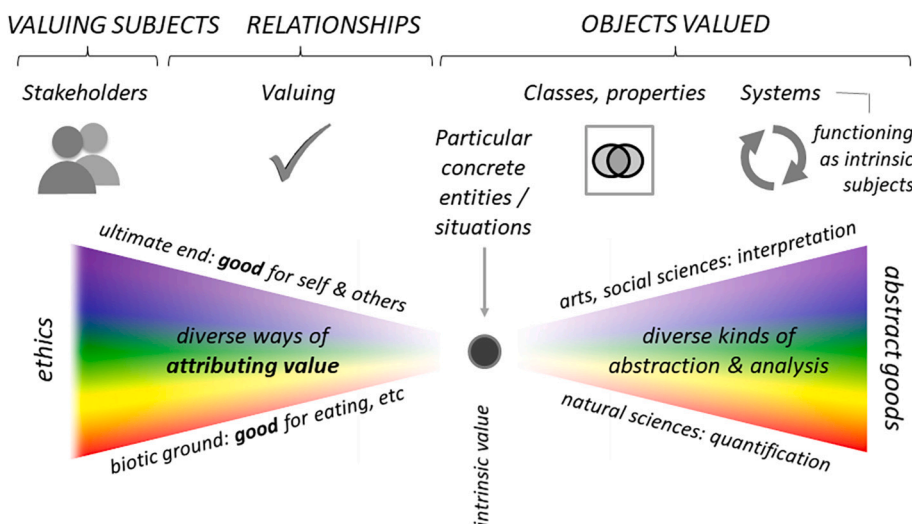 VALUING SUBJECTS
RELATIONSHIPS
OBJECTS VALUED
Stakeholders
Valuing
Particular
concrete
entities /
situations
Classes, properties
Systems
functioning
as intrinsic
subjects
ultimate end: good for self & others
arts, social sciences: interpretation
ethics
diverse ways of
attributing value
diverse kinds of
abstraction & analysis
abstract goods
biotic ground: good for eating, etc
intrinsic value
natural sciences: quantification